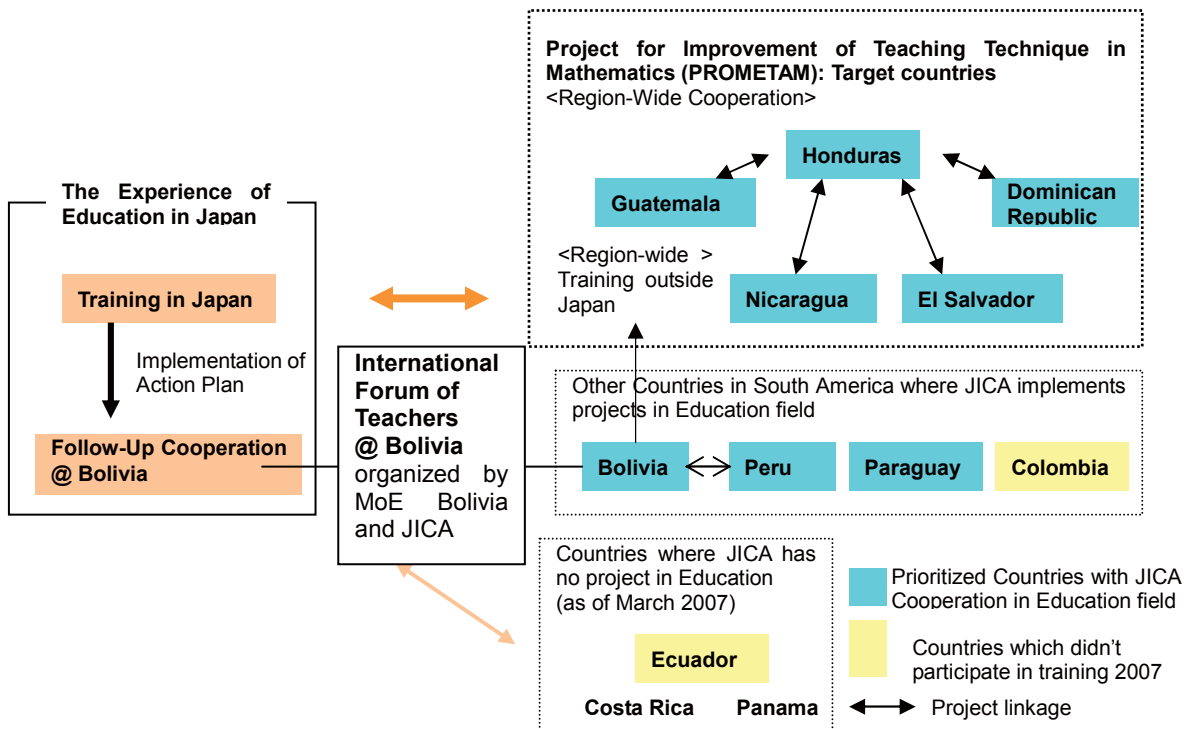 Project for Improvement of Teaching Technique in
Mathematics (PROMETAM): Target countries
<Region-Wide Cooperation>
Honduras
Guatemala
Dominican
Republic
<Region-wide >
Training outside
Japan
Nicaragua
El Salvador
The Experience of
Education in Japan
Training in Japan
Implementation of
Action Plan
Follow-Up Cooperation
@ Bolivia
International
Forum of
Teachers
@ Bolivia
organized by
MoE Bolivia
and JICA
Other Countries in South America where JICA implements
projects in Education field
Bolivia
Peru
Paraguay
Colombia
Countries where JICA has
no project in Education
(as of March 2007)
Ecuador
Costa Rica
Panama
Prioritized Countries with JICA
Cooperation in Education field
Countries which didn't
participate in training 2007
Project linkage